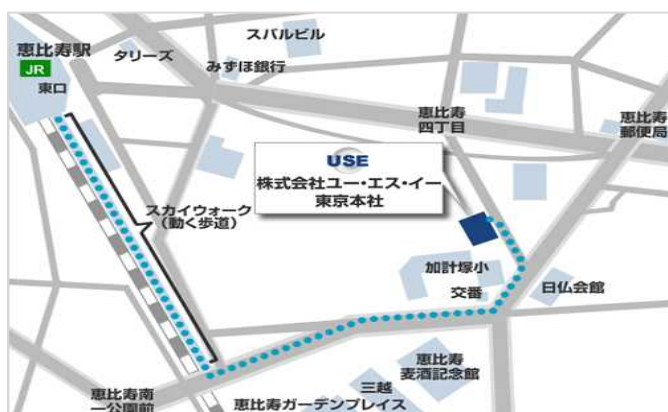 スバルビル
恵比寿駅
JR
東口
タリーズ
みずほ銀行
恵比寿
四丁目
恵比寿
郵便局
USE
株式会社ユー・エス・イー
東京本社
スカイウォーク
(動く歩道)
加計塚小
交番
日仏会館
恵比寿
麦酒記念館
三越
恵比寿南
一公園前
恵比寿ガーデンプレイス